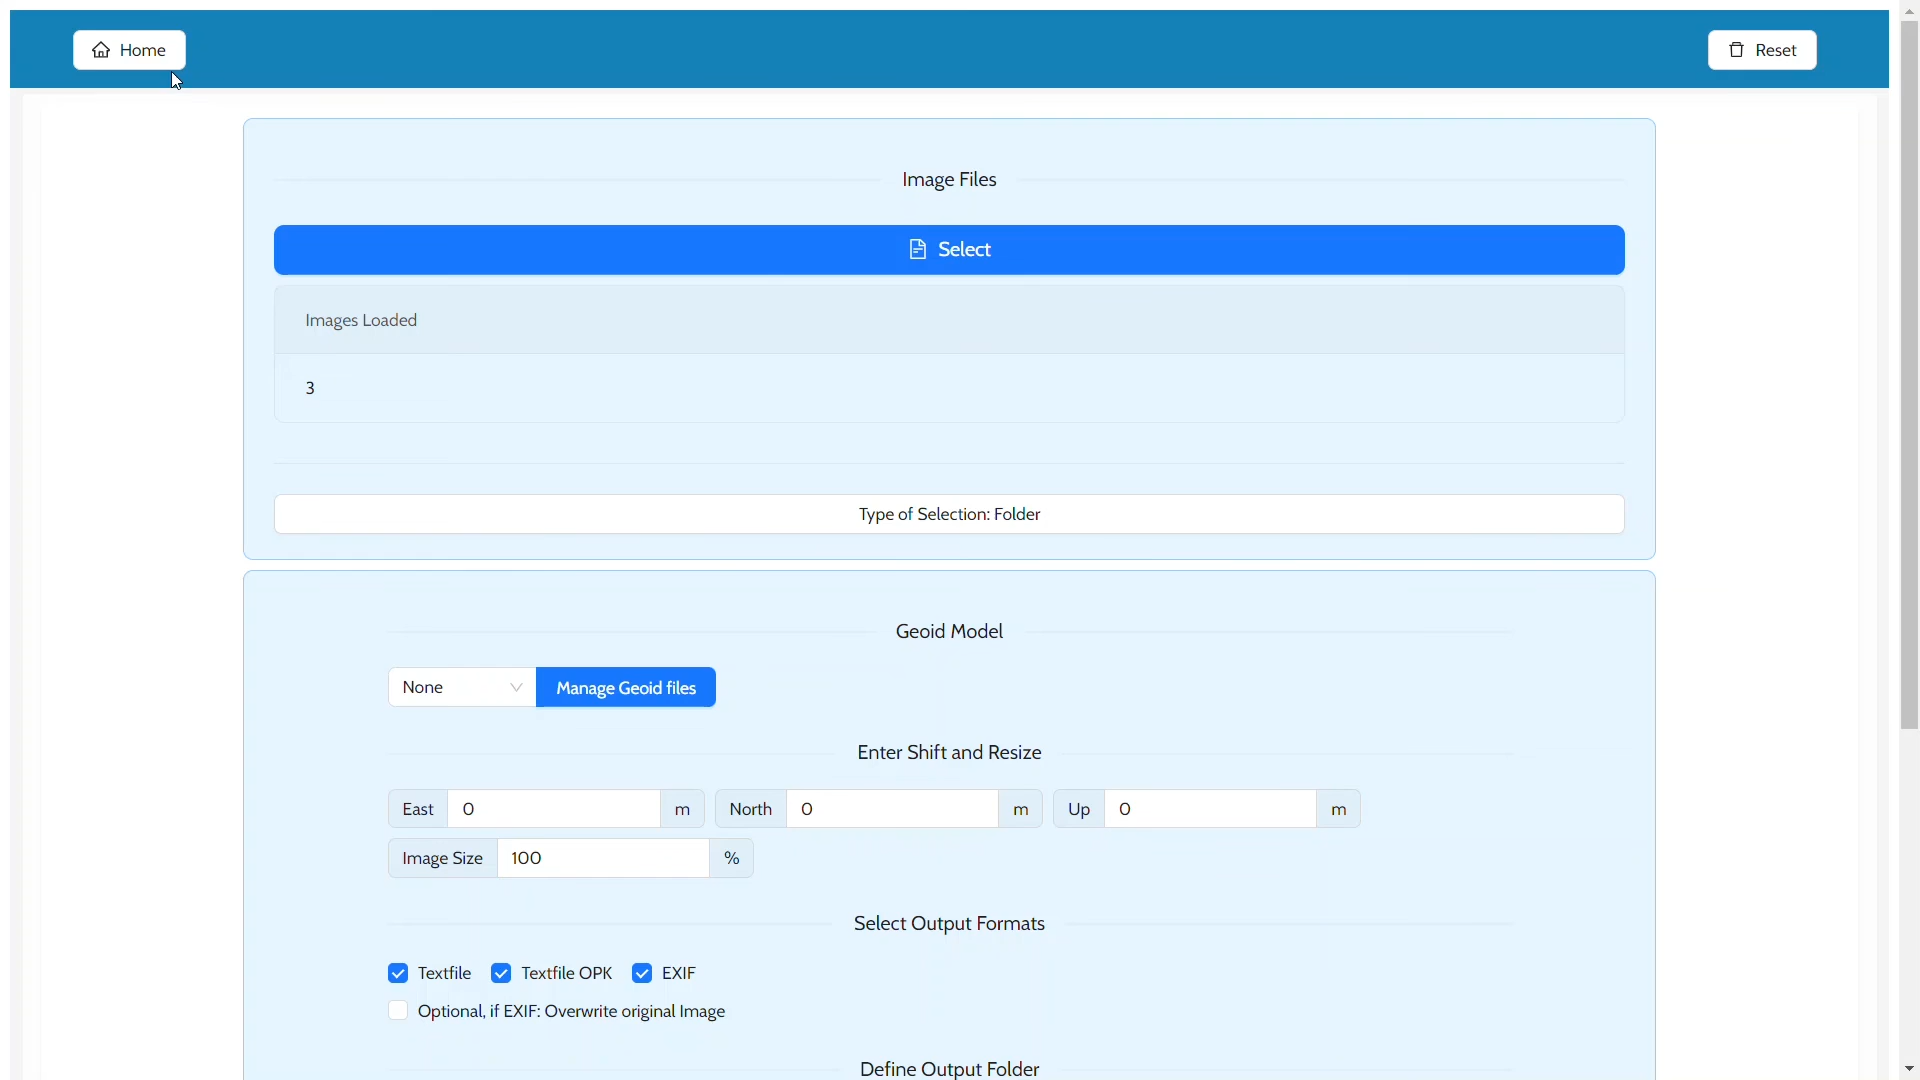 Home
Reset
Image Files
Select
Images Loaded
3
Type of Selection: Folder
Geoid Model
None
Manage Geoid files
Enter Shift and Resize
East 0 m North 0 m Up 0 m
Image Size 100 %
Select Output Formats
Textfile Textfile OPK EXIF
Optional, if EXIF: Overwrite original Image
Define Output Folder